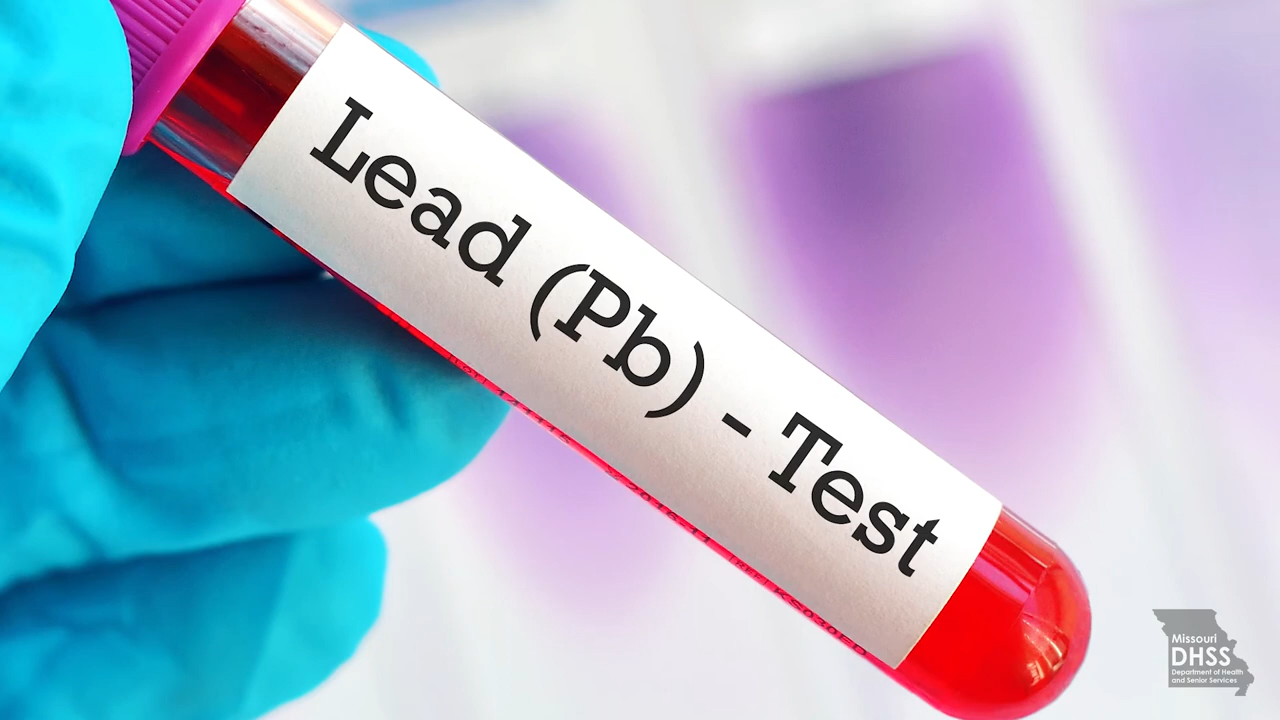 Lead (Pb) - Test
Missouri
DHSS
Department of Health
and Senior Services